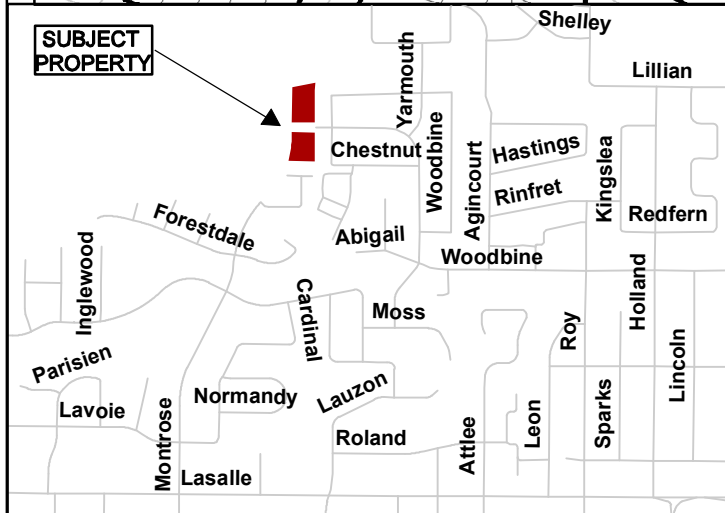 Shelley
SUBJECT
PROPERTY
Lillian
Yarmouth
Chestnut
Woodbine
Agincourt
Hastings
Rinfret
Kingslea
Redfern
Forestdale
Abigail
Woodbine
Inglewood
Cardinal
Moss
Roy
Holland
Lincoln
Parisien
Lavoie
Montrose
Normandy
Lauzon
Roland
Attlee
Leon
Sparks
Lasalle